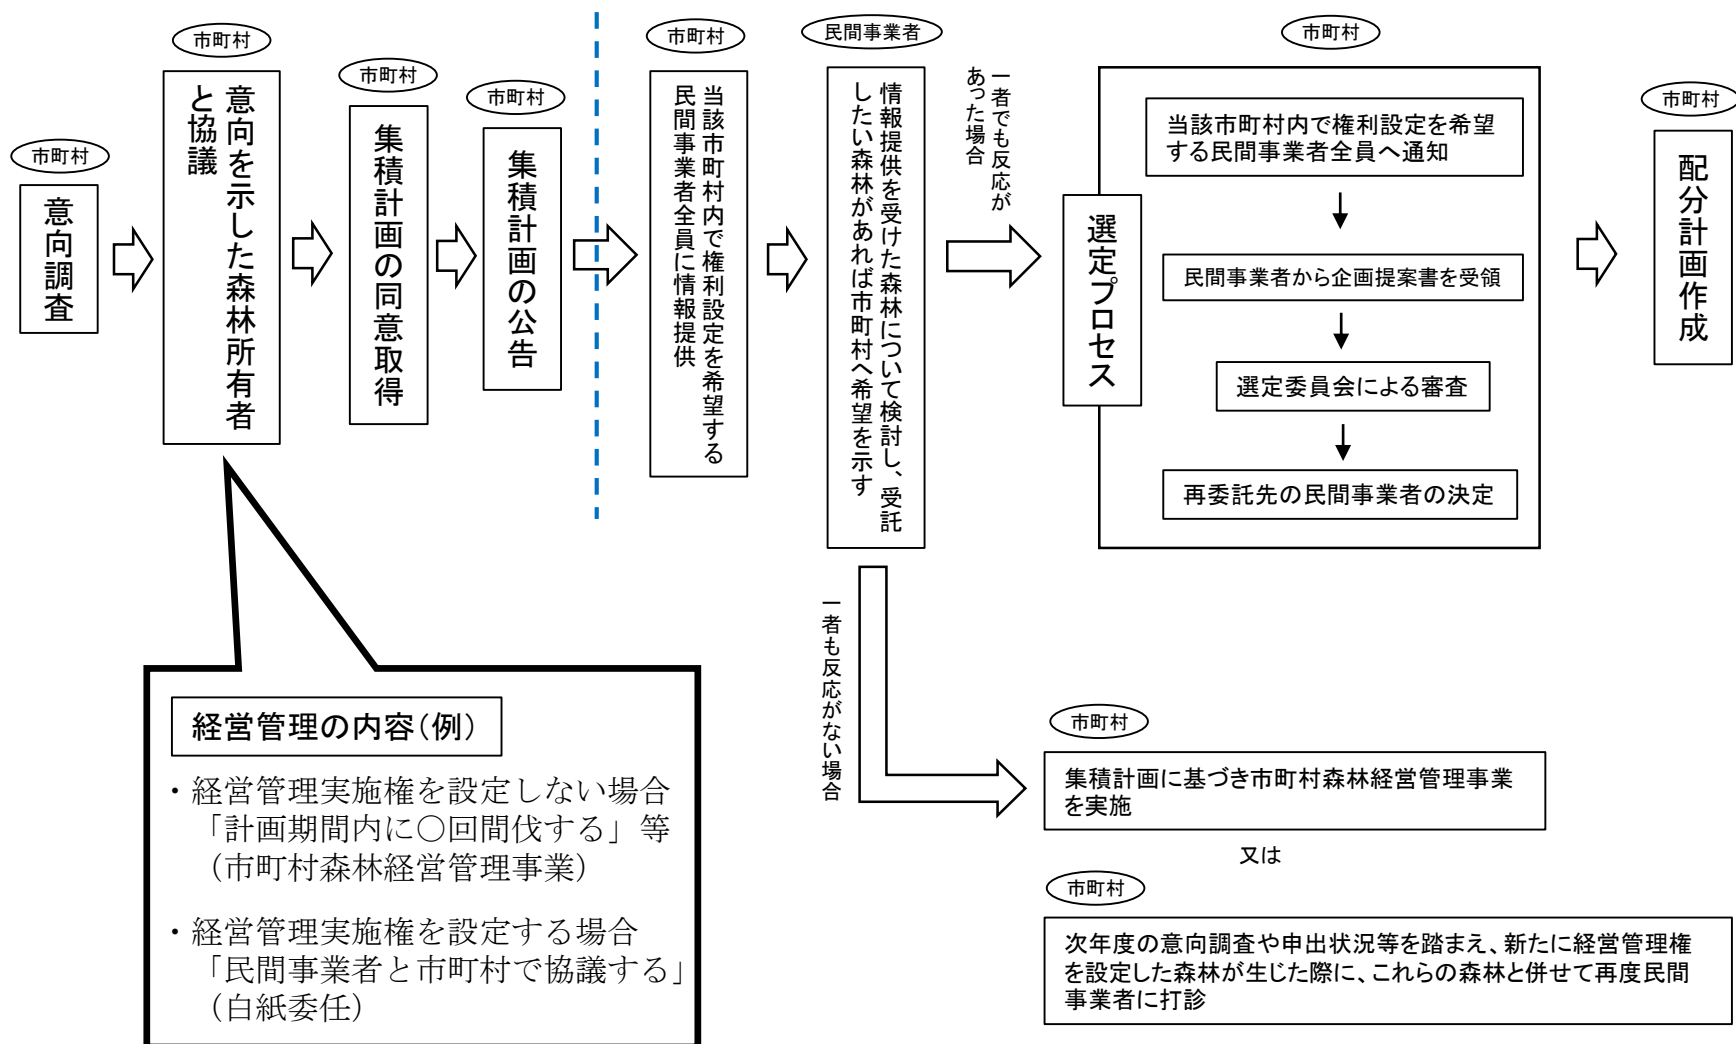 市町村
意向調査
市町村
意向を示した森林所有者
と協議
市町村
集積計画の同意取得
市町村
集積計画の公告
市町村
当該市町村内で権利設定を希望する
民間事業者全員に情報提供
民間事業者
情報提供を受けた森林について検討し、受託
したい森林があれば市町村へ希望を示す
一者でも反応が
あった場合
市町村
選定プロセス
当該市町村内で権利設定を希望
する民間事業者全員へ通知
民間事業者から企画提案書を受領
選定委員会による審査
再委託先の民間事業者の決定
市町村
配分計画作成
一者も反応がない場合
市町村
集積計画に基づき市町村森林経営管理事業
を実施
又は
市町村
次年度の意向調査や申出状況等を踏まえ、新たに経営管理権
を設定した森林が生じた際に、これらの森林と併せて再度民間
事業者に打診
経営管理の内容(例)
・経営管理実施権を設定しない場合
「計画期間内に○回間伐する」等
（市町村森林経営管理事業）
・経営管理実施権を設定する場合
「民間事業者と市町村で協議する」
（白紙委任）